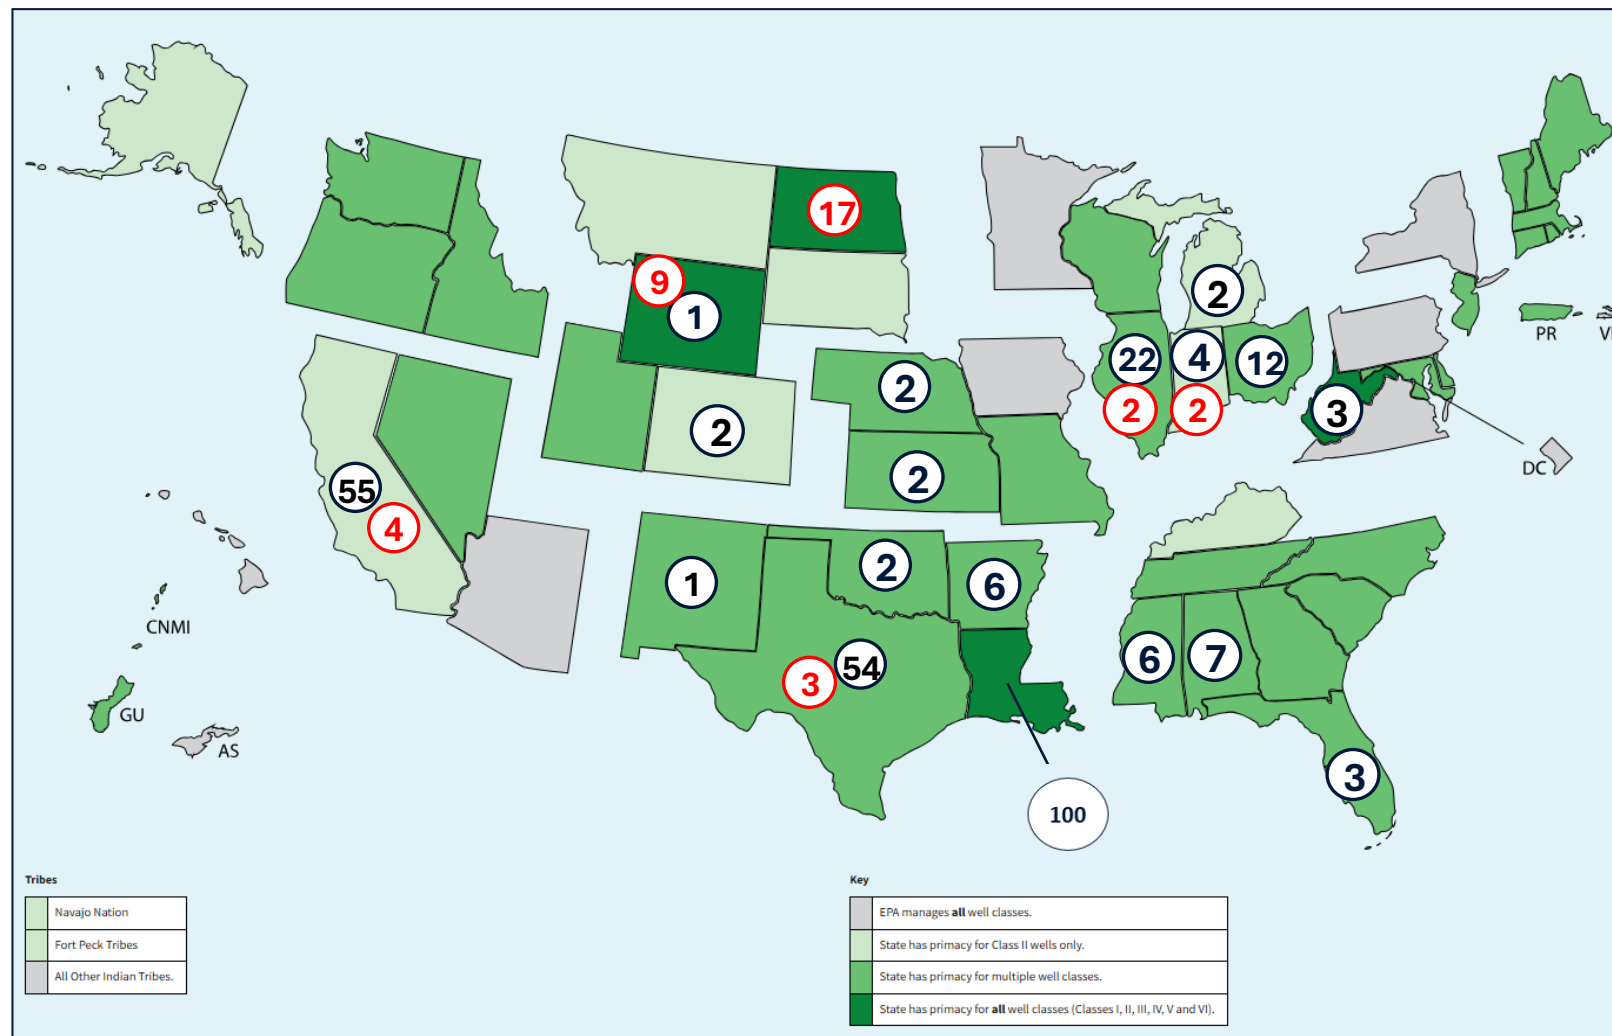 17
9
1
2
2
22
4
12
2
2
2
3
2
2
55
4
DC
1
2
6
CNMI
6
7
3
54
GU
AS
3
100
PR
VI
Tribes
Navajo Nation
Fort Peck Tribes
All Other Indian Tribes.
Key
EPA manages all well classes.
State has primacy for Class II wells only.
State has primacy for multiple well classes.
State has primacy for all well classes (Classes I, II, III, IV, V and VI).